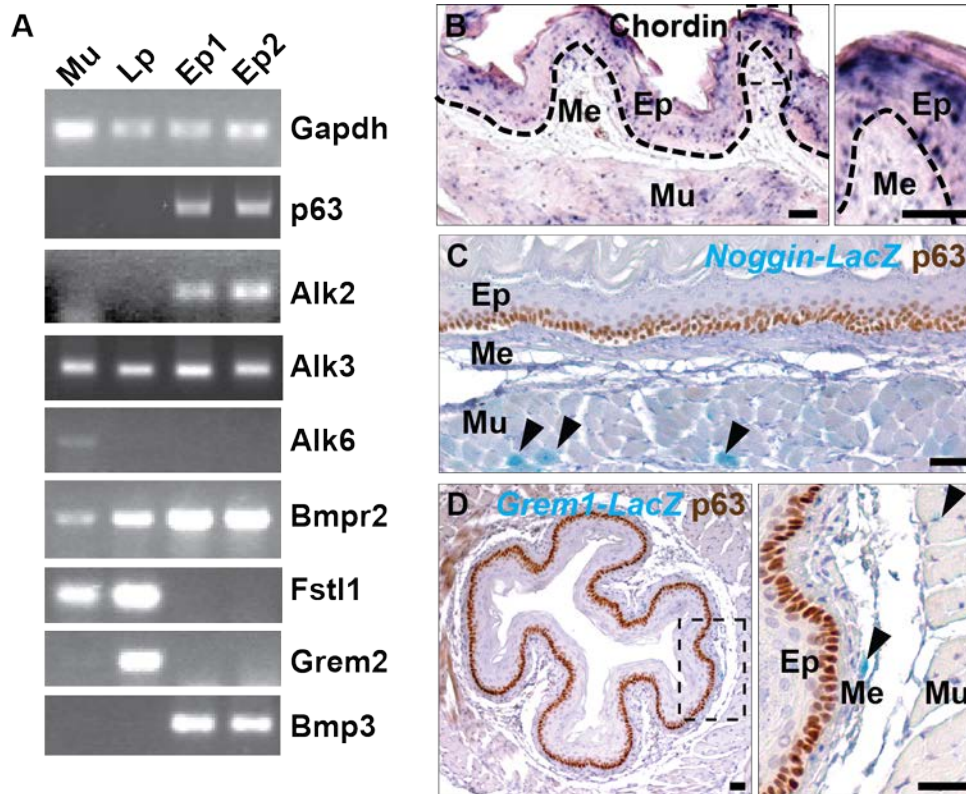 A
Mu Lp Ep1 Ep2
Gapdh
p63
Alk2
Alk3
Alk6
Bmpr2
Fstl1
Grem2
Bmp3
B
Chordin
Me
Ep
Mu
Ep
Me
C
Noggin-LacZ p63
Ep
Me
Mu
D
Grem1-LacZ p63
Ep
Me
Mu